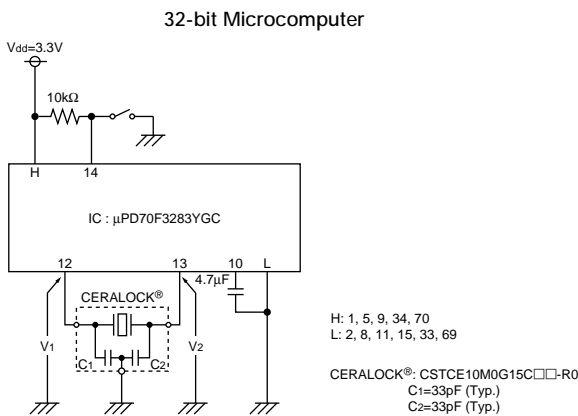 32-bit Microcomputer
Vdd=3.3V
10kΩ
H
14
IC : µPD70F3283YGC
12
13
10
L
4.7µF
CERALOCK®
V1
C1
C2
V2
H: 1, 5, 9, 34, 70
L: 2, 8, 11, 15, 33, 69
CERALOCK®: CSTCE10M0G15C□□-R0
C1=33pF (Typ.)
C2=33pF (Typ.)